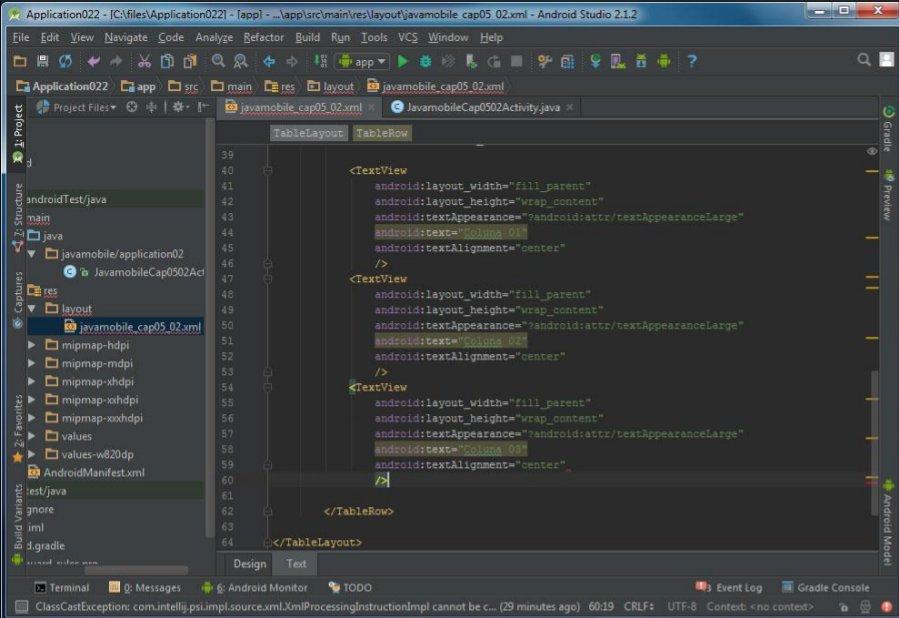 Application022 - [C:\files\Application022] - [app] - ...\app\src\main\res\layout\javamobile_cap05_02.xml - Android Studio 2.1.2
File Edit View Navigate Code Analyze Refactor Build Run Tools VCS Window Help
app
Application022 app src main res layout javamobile_cap05_02.xml
Project Files javamobile_cap05_02.xml JavamobileCap0502Activity.java
TableLayout TableRow
1: Project
7: Structure
Captures
2: Favorites
Build Variants
androidTest/java
main
java
javamobile/application02
JavamobileCap0502Act
res
layout
javamobile_cap05_02.xml
mipmap-hdpi
mipmap-mdpi
mipmap-xhdpi
mipmap-xxhdpi
mipmap-xxxhdpi
values
values-w820dp
AndroidManifest.xml
test/java
gnore
iml
d.gradle
39
40 <TextView
41 android:layout_width="fill_parent"
42 android:layout_height="wrap_content"
43 android:textAppearance="?android:attr/textAppearanceLarge"
44 android:text="Coluna 01"
45 android:textAlignment="center"
46 />
47 <TextView
48 android:layout_width="fill_parent"
49 android:layout_height="wrap_content"
50 android:textAppearance="?android:attr/textAppearanceLarge"
51 android:text="Coluna 02"
52 android:textAlignment="center"
53 />
54 <TextView
55 android:layout_width="fill_parent"
56 android:layout_height="wrap_content"
57 android:textAppearance="?android:attr/textAppearanceLarge"
58 android:text="Coluna 03"
59 android:textAlignment="center"
60 />
61
62 </TableRow>
63
64 </TableLayout>
Gradle
Preview
Android Model
Design Text
Terminal 0: Messages 6: Android Monitor TODO Event Log Gradle Console
ClassCastException: com.intellij.psi.impl.source.xml.XmlProcessingInstructionImpl cannot be c... (29 minutes ago) 60:19 CRLF UTF-8 Context: <no context>